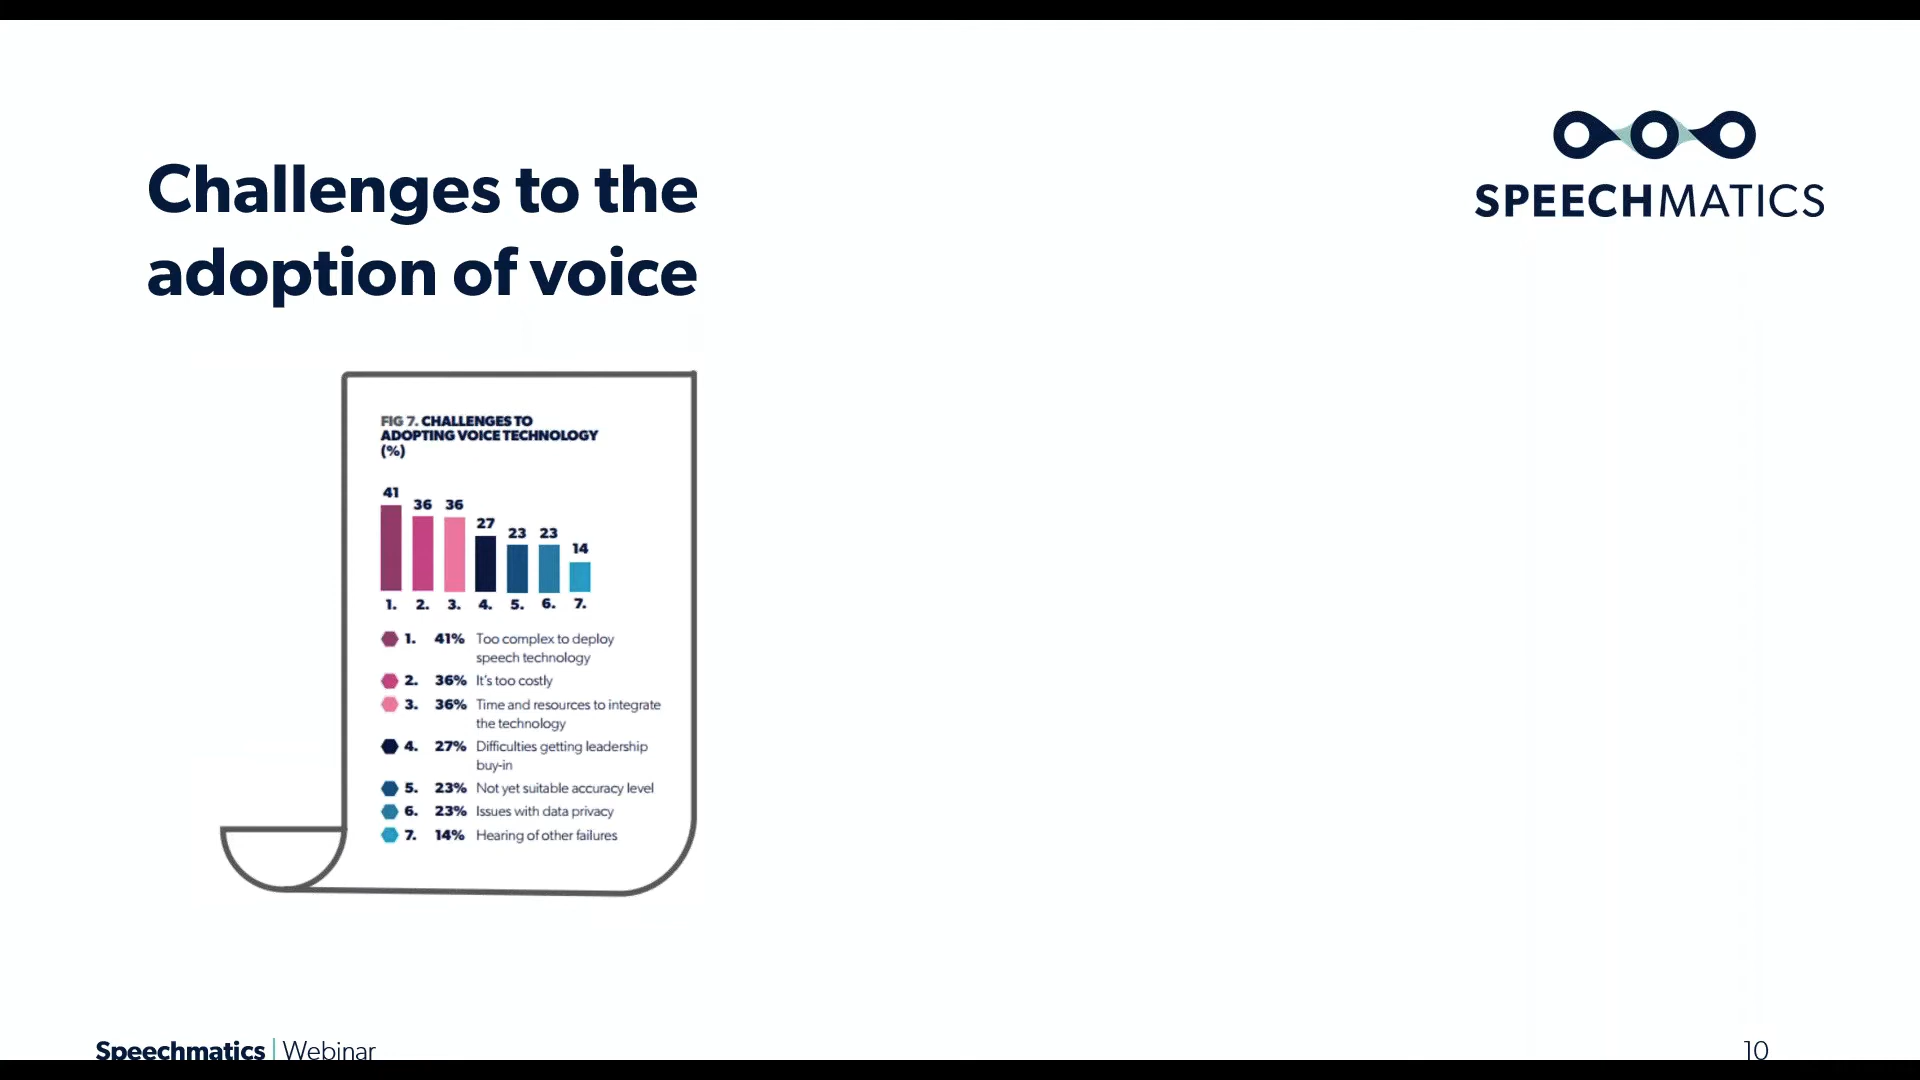 Challenges to the
adoption of voice
SPEECHMATICS
FIG 7. CHALLENGES TO
ADOPTING VOICE TECHNOLOGY
(%)
41
36 36
27
23 23
14
1. 2. 3. 4. 5. 6. 7.
1. 41% Too complex to deploy
speech technology
2. 36% It's too costly
3. 36% Time and resources to integrate
the technology
4. 27% Difficulties getting leadership
buy-in
5. 23% Not yet suitable accuracy level
6. 23% Issues with data privacy
7. 14% Hearing of other failures
Speechmatics | Webinar
10